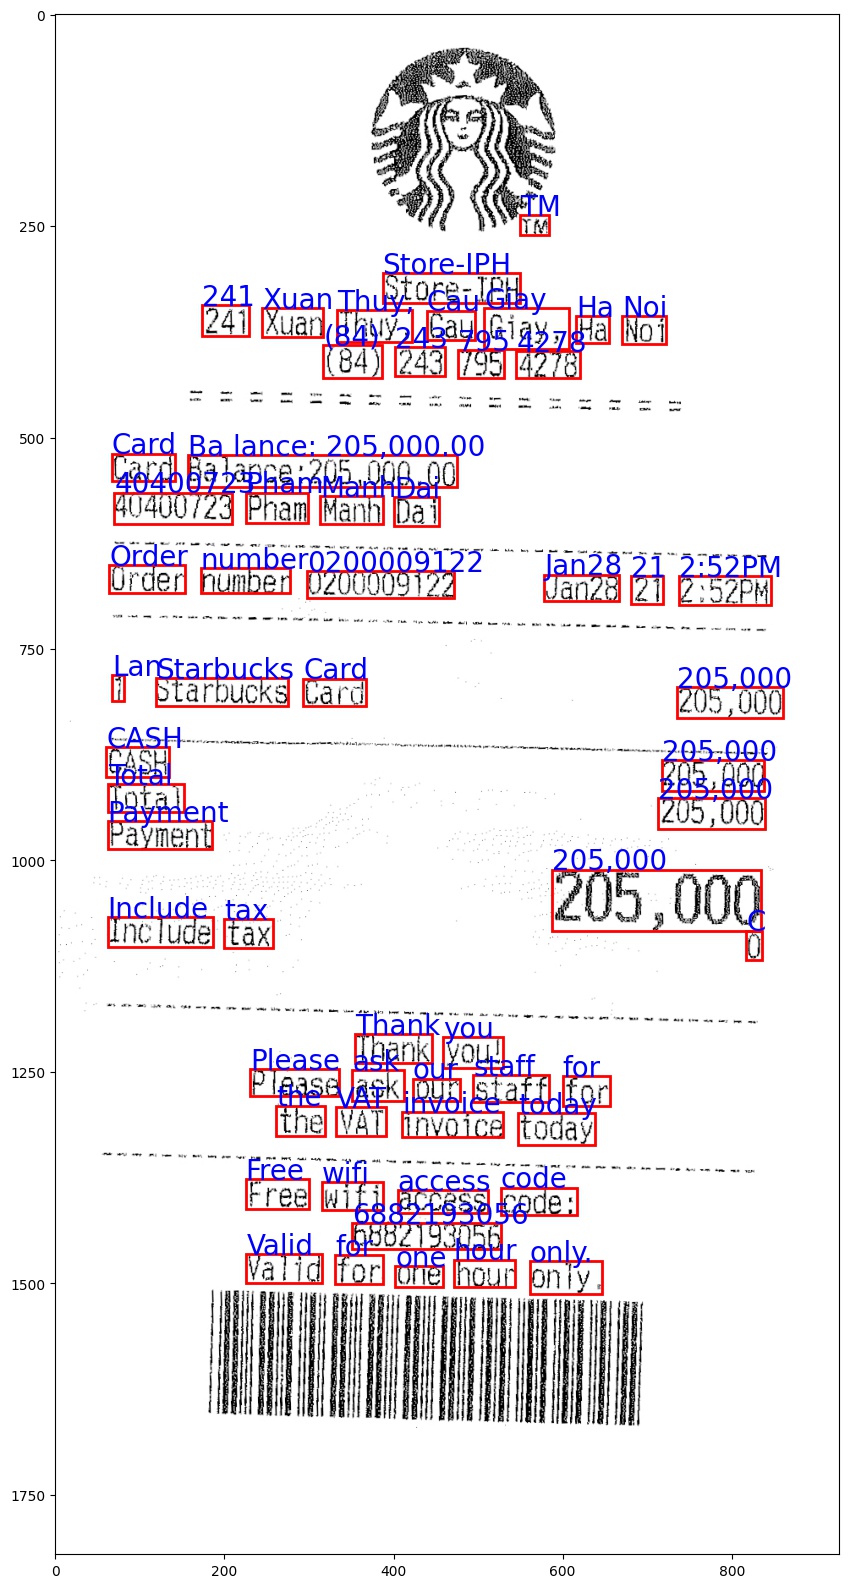 0
TM
TM
250
Store-IPH
Store-IPH
241 Xuan Thuy, Cau Giay Ha Noi
241 Xuan Thuy, Cau Giay, Ha Noi
(84) 243 795 4278
(84) 243 795 4278
500
Card Ba lance: 205,000.00
Card Balance:205,000.00
40400723 Pham Manh Dai
40400723 Pham Manh Dai
Order number 0200009122 Jan28 21 2:52PM
Order number 0200009122 Jan28 21 2:52PM
750
Lan Starbucks Card 205,000
1 Starbucks Card 205,000
CASH 205,000
CASH 205,000
Total 205,000
Total 205,000
Payment
Payment
1000
205,000
205,000
Include tax C
Include tax 0
Thank you
Thank you!
1250
Please ask our staff for
Please ask our staff for
the VAT invoice today
the VAT invoice today
Free wifi access code
Free wifi access code:
6882193056
6882193056
Valid for one hour only.
Valid for one hour only.
1500
1750
0 200 400 600 800